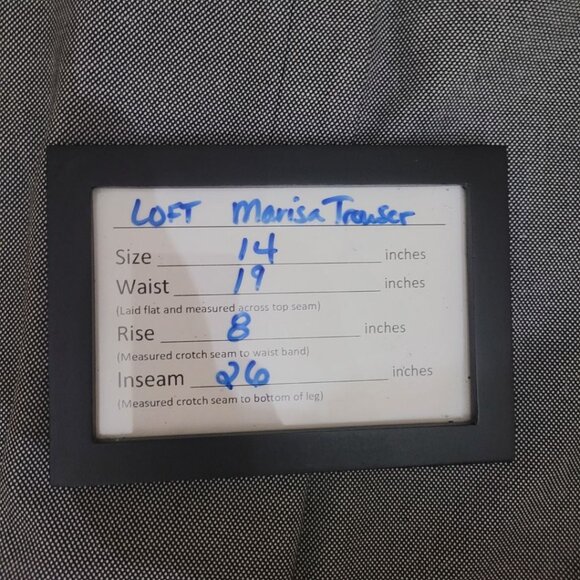 LOFT Marisa Trouser
Size 14 inches
Waist 19 inches
(Laid flat and measured across top seam)
Rise 8 inches
(Measured crotch seam to waist band)
Inseam 26 inches
(Measured crotch seam to bottom of leg)